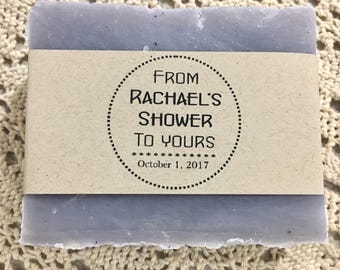 From
Rachael's
Shower
To yours
October 1, 2017